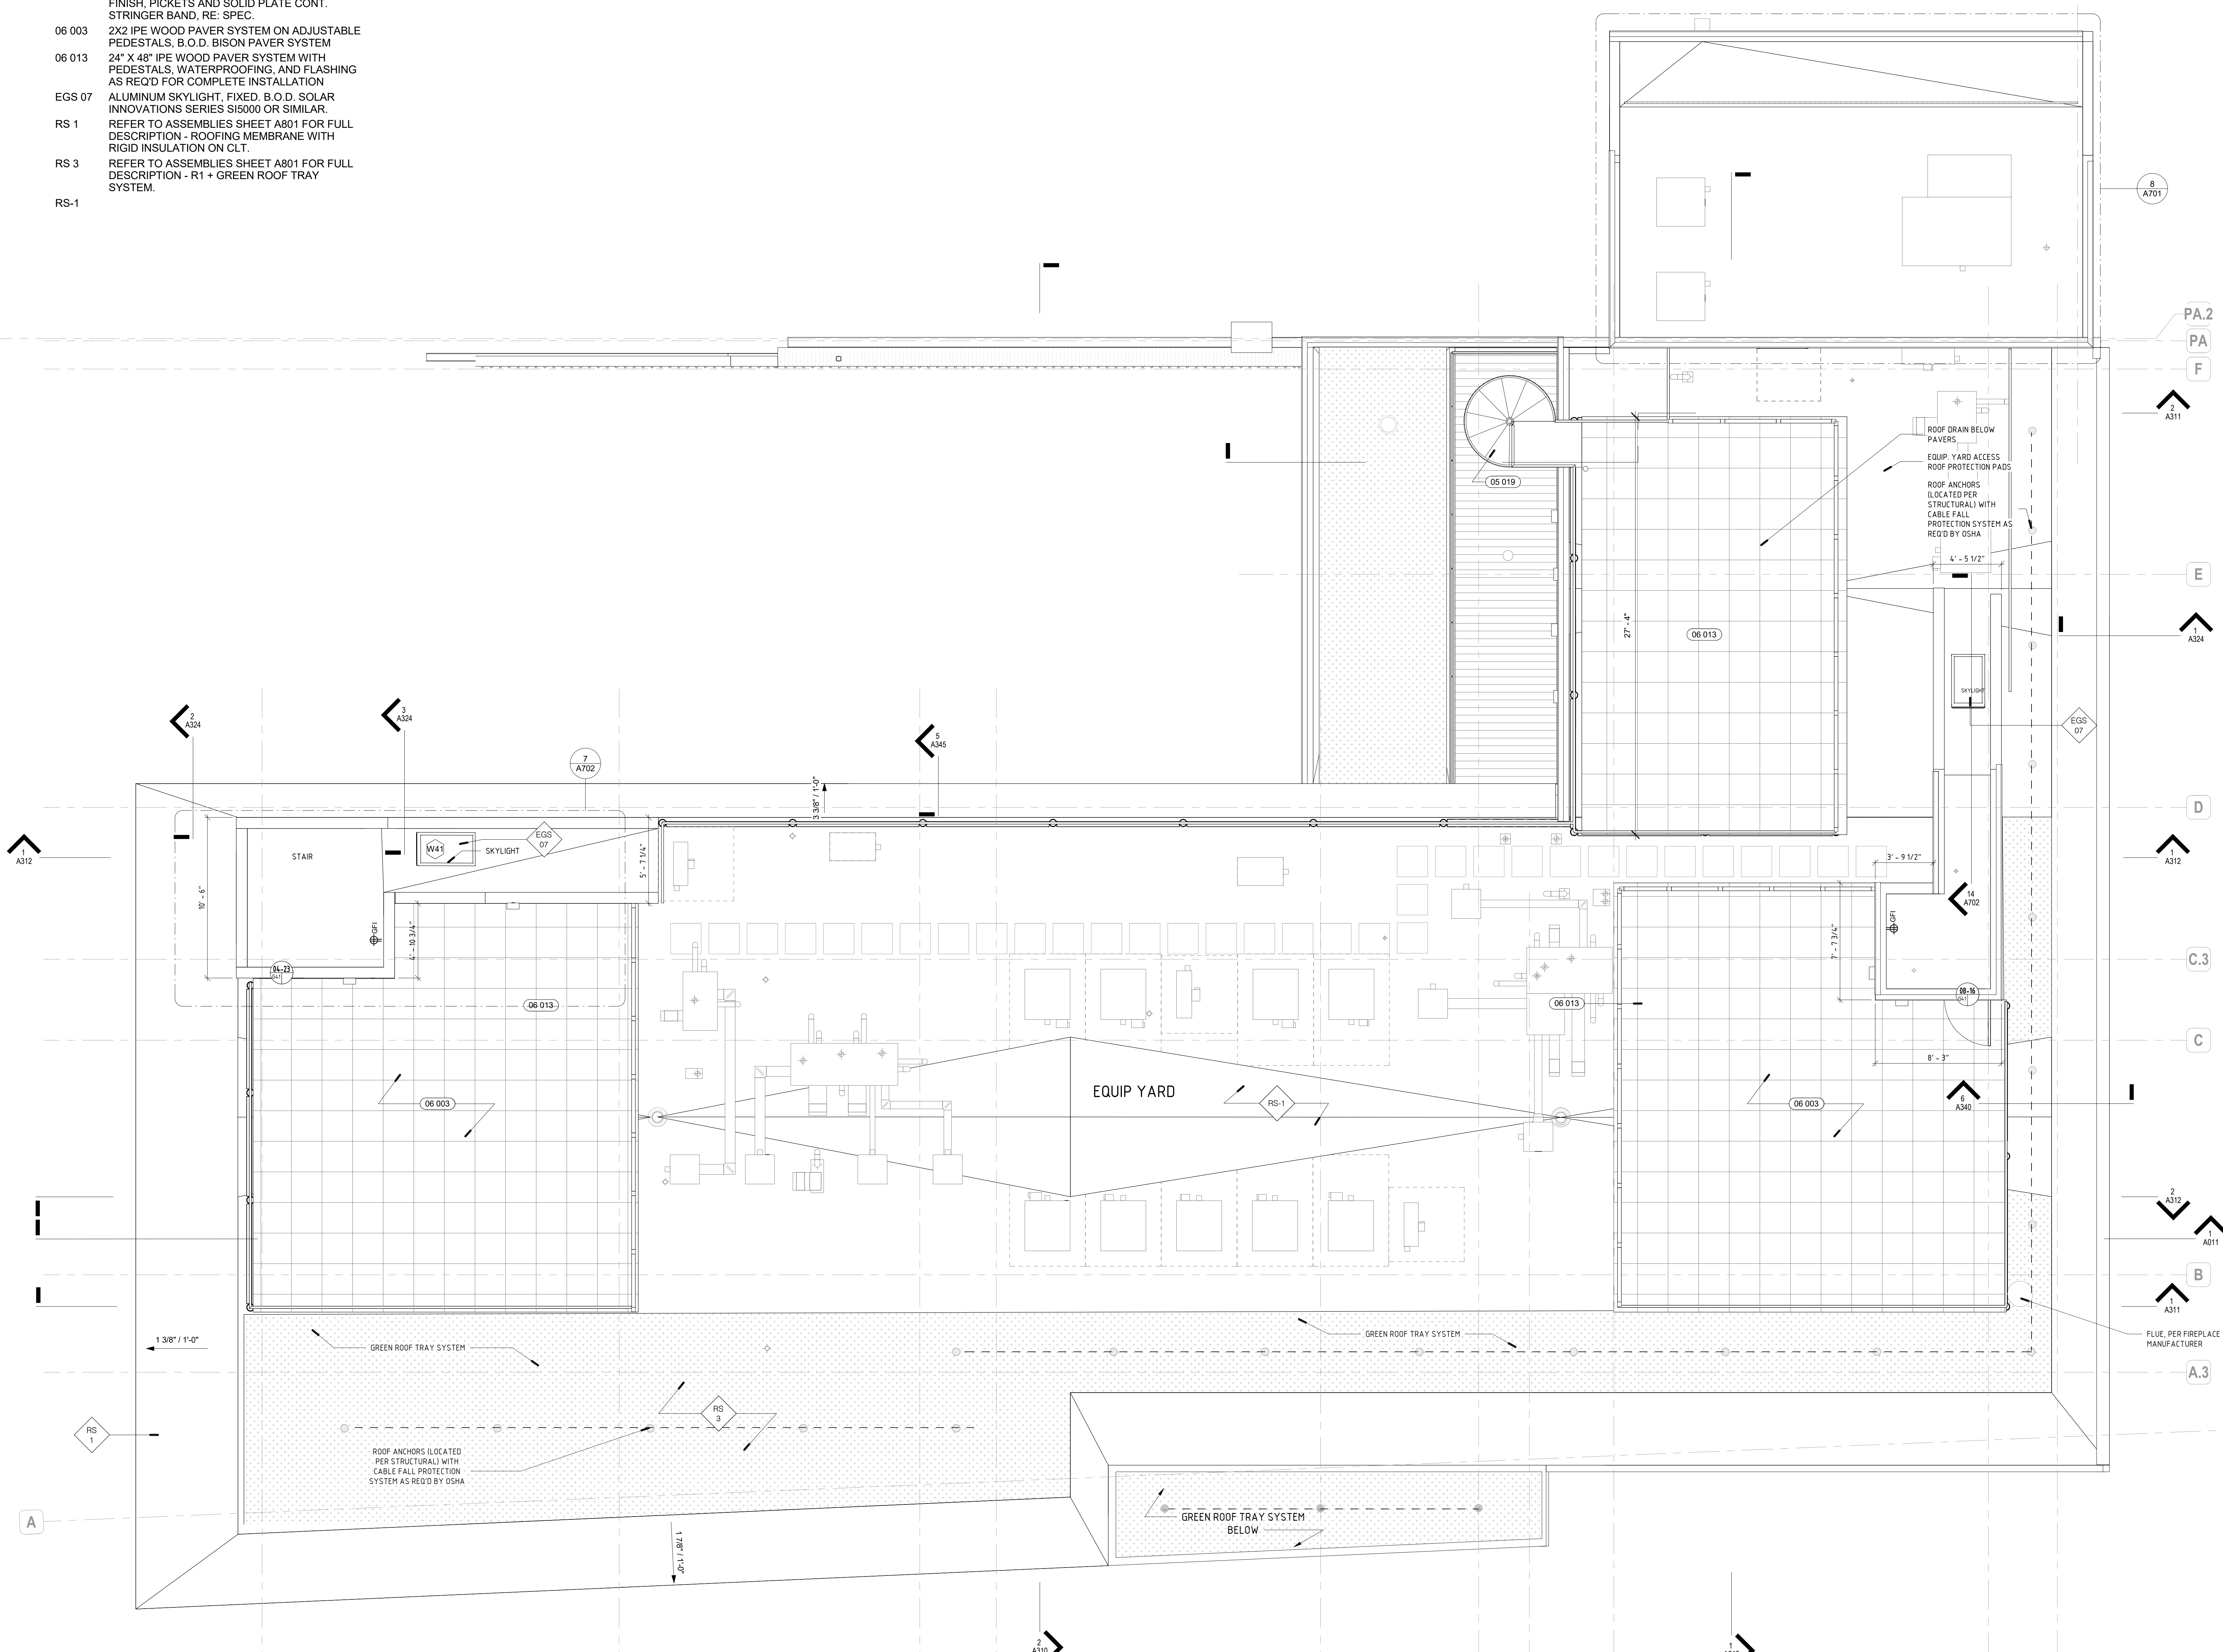 FINISH, PICKETS AND SOLID PLATE CONT.
STRINGER BAND, RE: SPEC.
06 003 2X2 IPE WOOD PAVER SYSTEM ON ADJUSTABLE
PEDESTALS, B.O.D. BISON PAVER SYSTEM
06 013 24" X 48" IPE WOOD PAVER SYSTEM WITH
PEDESTALS, WATERPROOFING, AND FLASHING
AS REQ'D FOR COMPLETE INSTALLATION
EGS 07 ALUMINUM SKYLIGHT, FIXED. B.O.D. SOLAR
INNOVATIONS SERIES SI5000 OR SIMILAR.
RS 1 REFER TO ASSEMBLIES SHEET A801 FOR FULL
DESCRIPTION - ROOFING MEMBRANE WITH
RIGID INSULATION ON CLT.
RS 3 REFER TO ASSEMBLIES SHEET A801 FOR FULL
DESCRIPTION - R1 + GREEN ROOF TRAY
SYSTEM.
RS-1
8
A701
PA.2
PA
F
2
A311
ROOF DRAIN BELOW
PAVERS
EQUIP. YARD ACCESS
ROOF PROTECTION PADS
ROOF ANCHORS
(LOCATED PER
STRUCTURAL) WITH
CABLE FALL
PROTECTION SYSTEM AS
REQ'D BY OSHA
05 019
4' - 5 1/2"
E
27' - 4"
06 013
1
A324
SKYLIGHT
EGS
07
2
A324
3
A324
5
A345
7
A702
3 3/8" / 1'-0"
D
1
A312
STAIR
W41
SKYLIGHT
EGS
07
5' - 7 1/4"
10' - 6"
GFI
4' - 10 3/4"
3' - 9 1/2"
1
A312
14
A702
GFI
7' - 7 3/4"
C.3
04-23
G41
06 013
06 013
08-16
G41
C
8' - 3"
EQUIP YARD
RS-1
06 003
06 003
6
A340
2
A312
1
A011
B
1
A311
1 3/8" / 1'-0"
GREEN ROOF TRAY SYSTEM
GREEN ROOF TRAY SYSTEM
FLUE, PER FIREPLACE
MANUFACTURER
A.3
RS
1
RS
3
ROOF ANCHORS (LOCATED
PER STRUCTURAL) WITH
CABLE FALL PROTECTION
SYSTEM AS REQ'D BY OSHA
A
GREEN ROOF TRAY SYSTEM
BELOW
1 7/8" / 1'-0"
2
A310
1